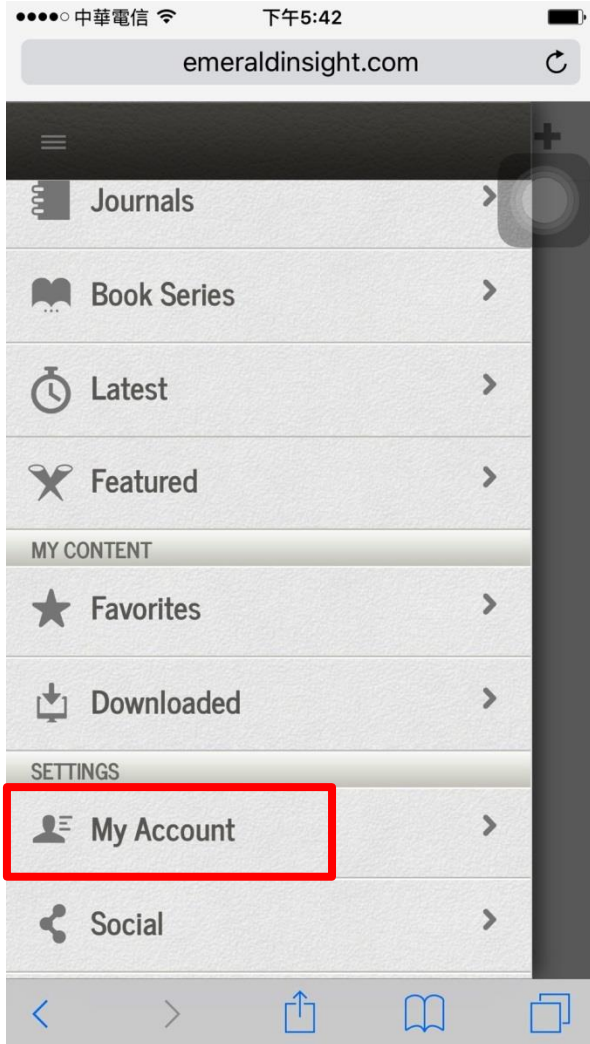 中華電信 下午5:42
emeraldinsight.com
Journals
Book Series
Latest
Featured
MY CONTENT
Favorites
Downloaded
SETTINGS
My Account
Social